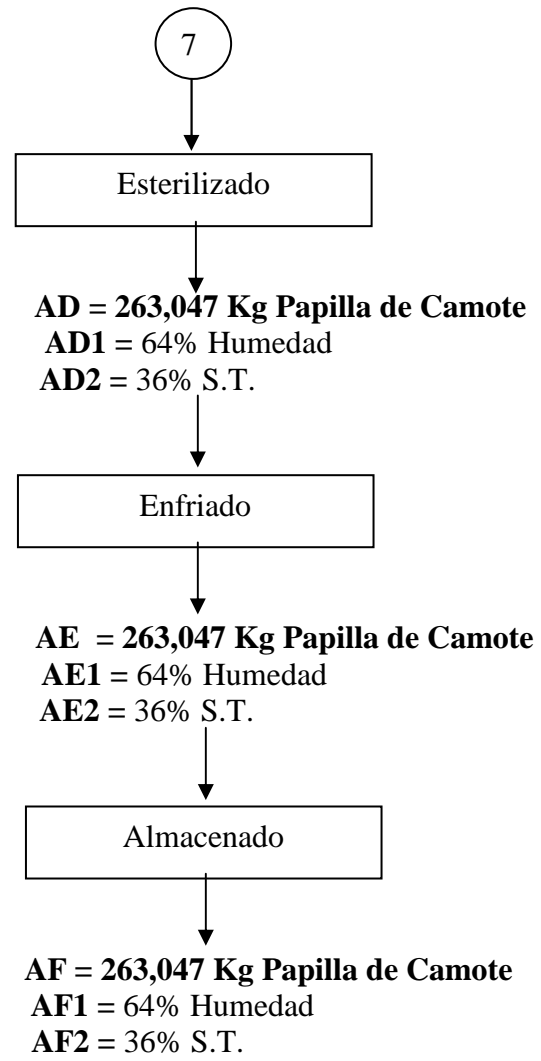 7
Esterilizado
AD = 263,047 Kg Papilla de Camote
AD1 = 64% Humedad
AD2 = 36% S.T.
Enfriado
AE = 263,047 Kg Papilla de Camote
AE1 = 64% Humedad
AE2 = 36% S.T.
Almacenado
AF = 263,047 Kg Papilla de Camote
AF1 = 64% Humedad
AF2 = 36% S.T.